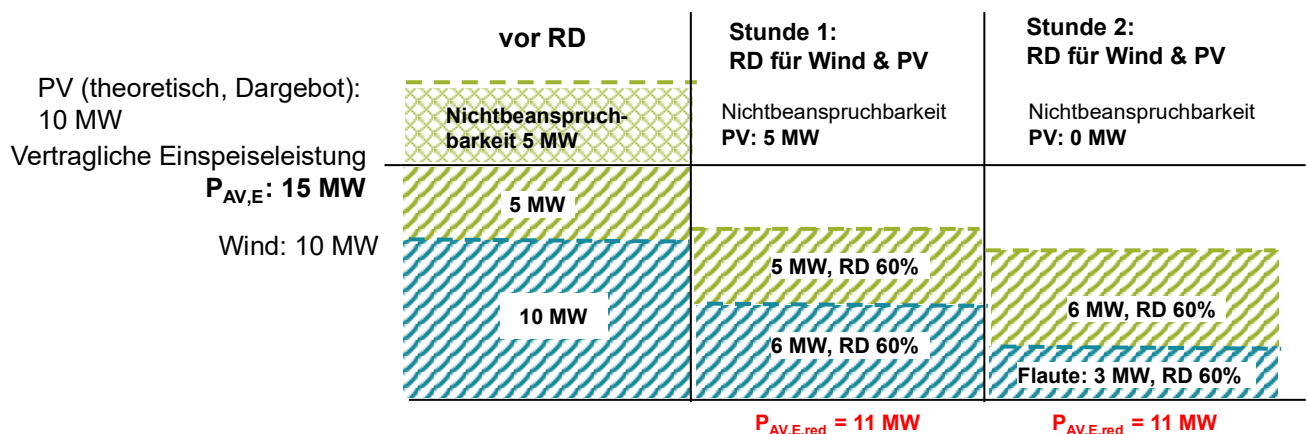 vor RD
Stunde 1:
RD für Wind & PV
Stunde 2:
RD für Wind & PV
PV (theoretisch, Dargebot):
10 MW
Nichtbeanspruch-
barkeit 5 MW
Nichtbeanspruchbarkeit
PV: 5 MW
Nichtbeanspruchbarkeit
PV: 0 MW
Vertragliche Einspeiseleistung
P_AV,E: 15 MW
5 MW
Wind: 10 MW
10 MW
5 MW, RD 60%
6 MW, RD 60%
6 MW, RD 60%
Flaute: 3 MW, RD 60%
P_AV,E,red = 11 MW
P_AV,E,red = 11 MW